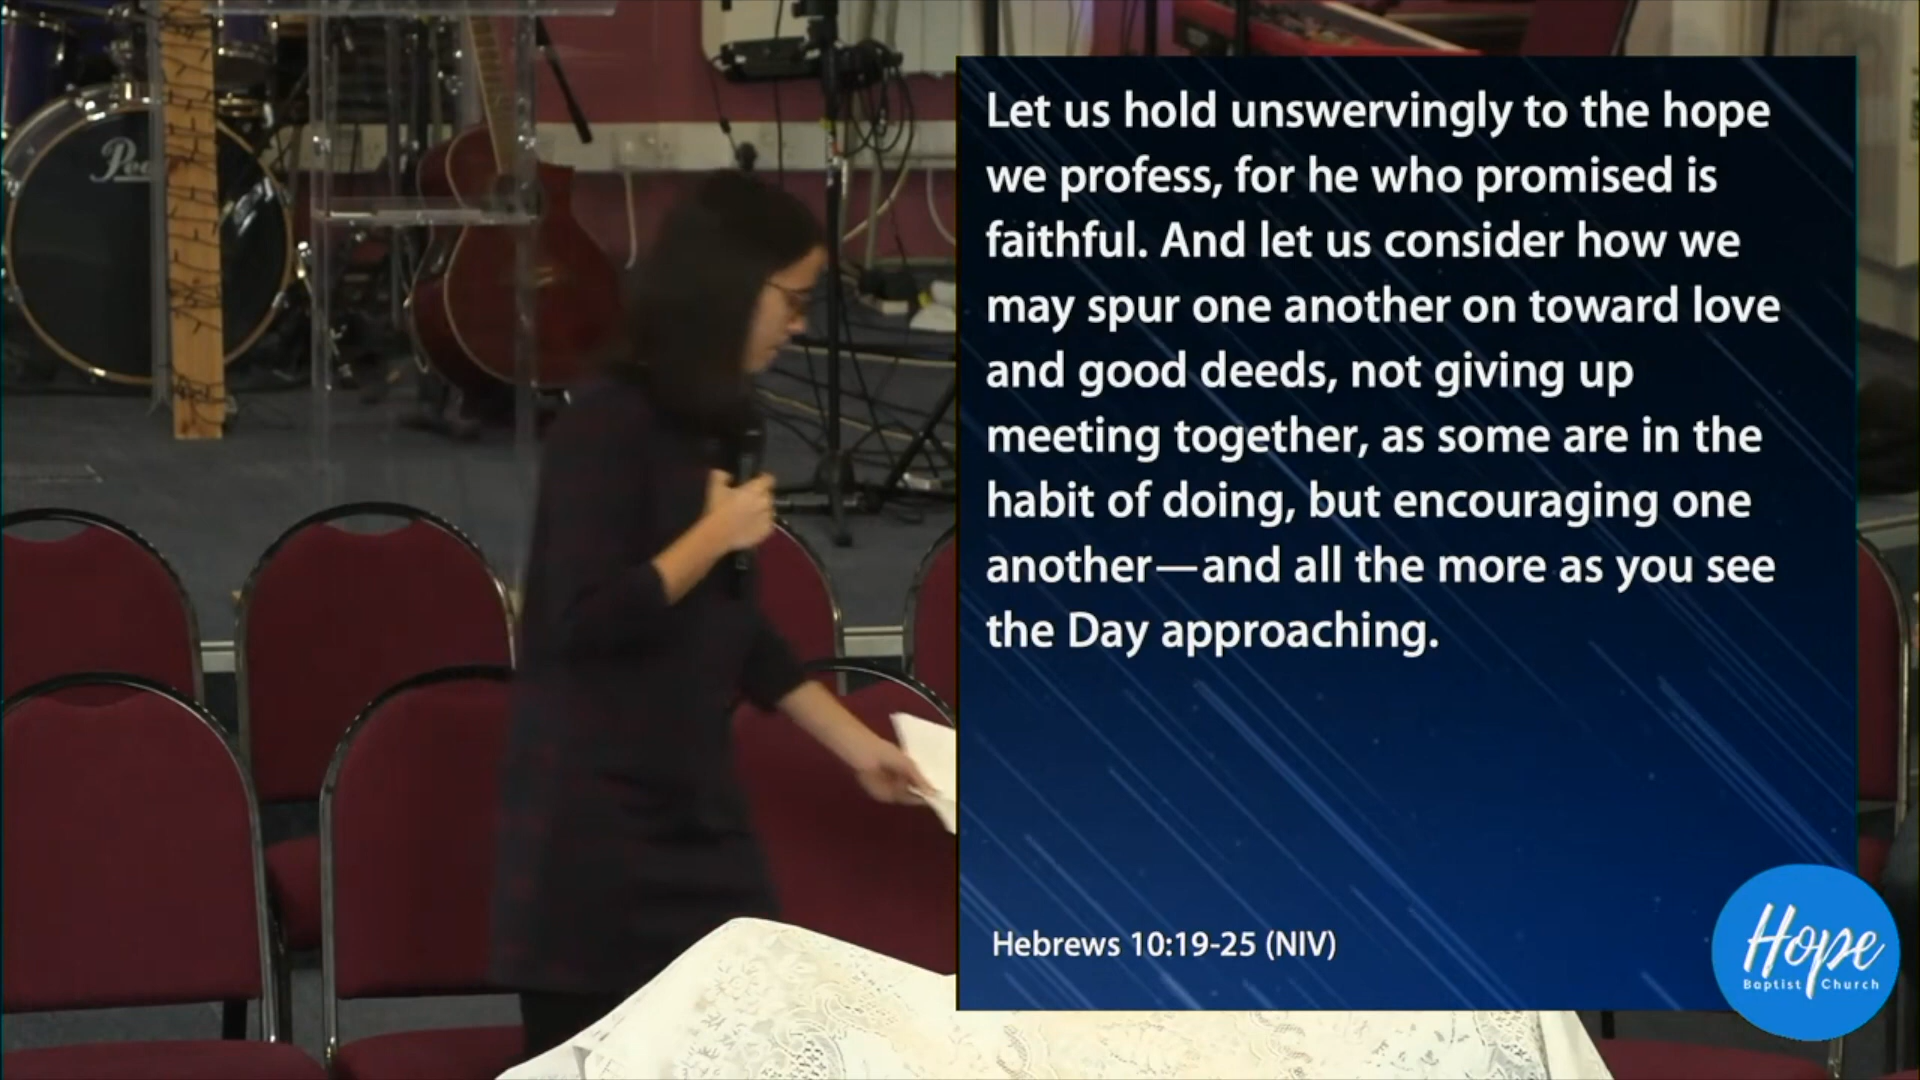 Let us hold unswervingly to the hope
we profess, for he who promised is
faithful. And let us consider how we
may spur one another on toward love
and good deeds, not giving up
meeting together, as some are in the
habit of doing, but encouraging one
another—and all the more as you see
the Day approaching.
Hebrews 10:19-25 (NIV)
Hope
Baptist Church